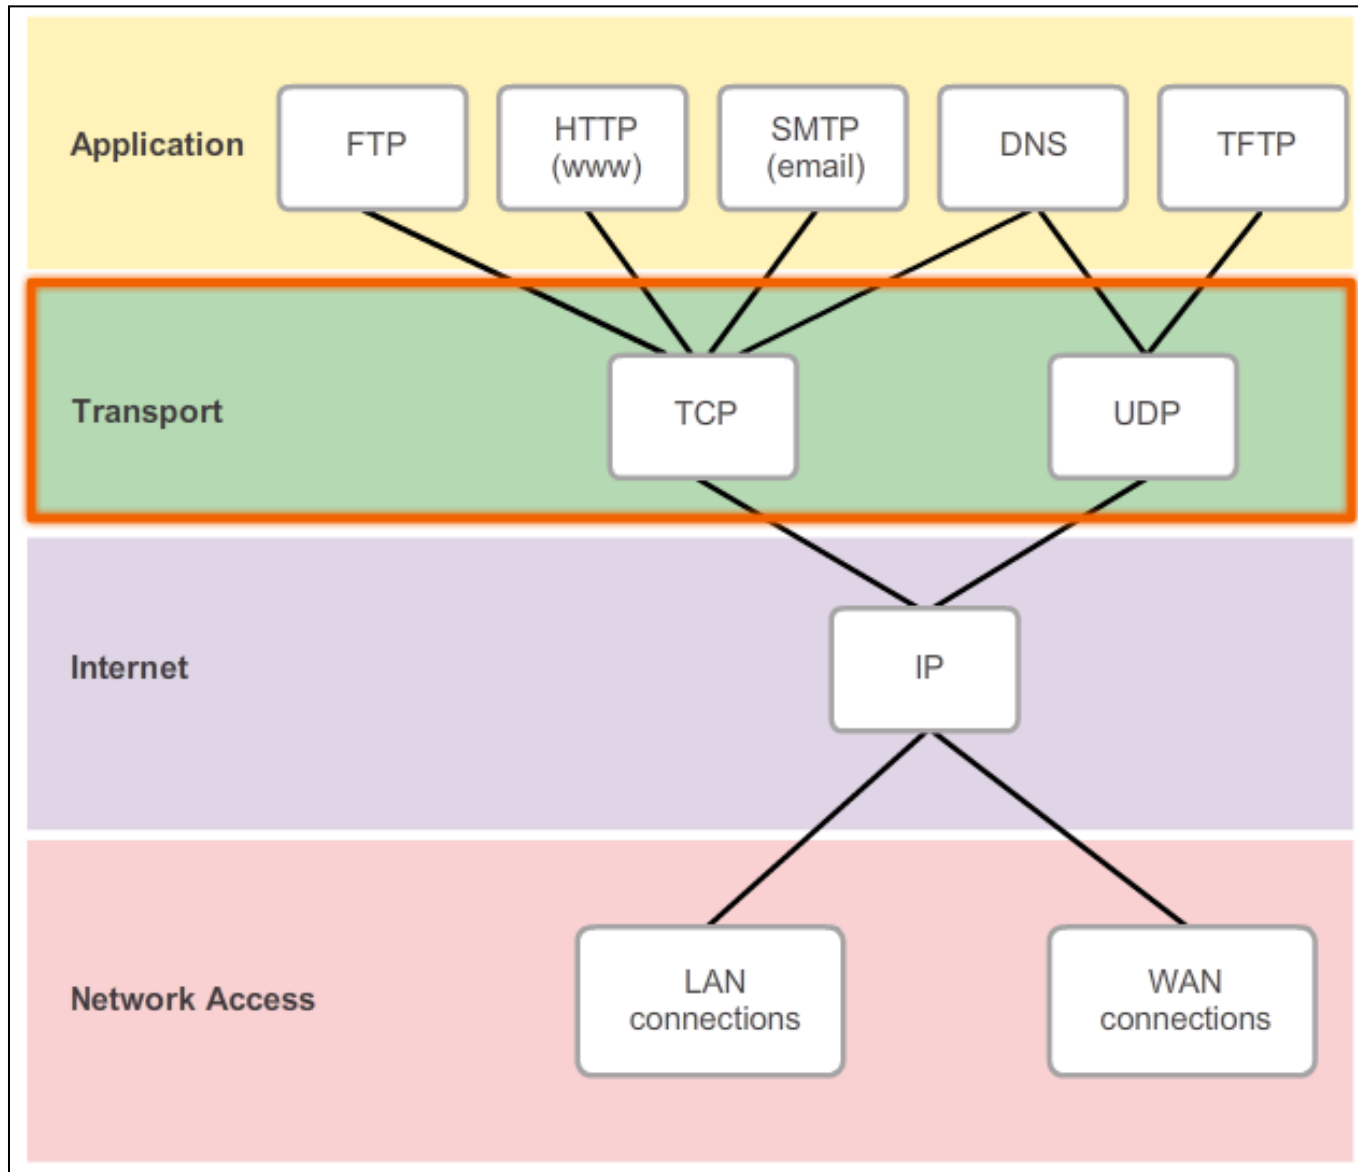 Application
FTP
HTTP
(www)
SMTP
(email)
DNS
TFTP
Transport
TCP
UDP
Internet
IP
Network Access
LAN
connections
WAN
connections